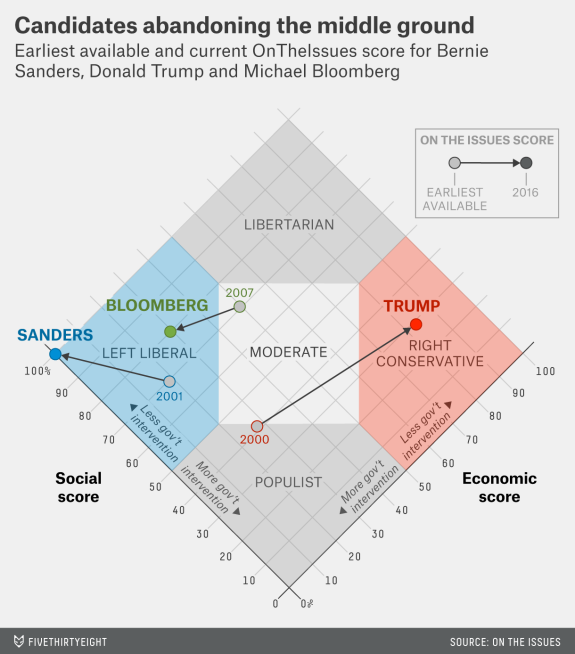 Candidates abandoning the middle ground
Earliest available and current OnTheIssues score for Bernie
Sanders, Donald Trump and Michael Bloomberg
ON THE ISSUES SCORE
EARLIEST
AVAILABLE
2016
LIBERTARIAN
2007
BLOOMBERG
TRUMP
SANDERS
LEFT LIBERAL
MODERATE
RIGHT
CONSERVATIVE
2001
2000
100%
90
80
70
60
50
40
30
20
10
0
Less gov't
intervention
More gov't
intervention
Social
score
POPULIST
More gov't
intervention
Less gov't
intervention
Economic
score
100
90
80
70
60
50
40
30
20
10
0%
FIVETHIRTYEIGHT
SOURCE: ON THE ISSUES